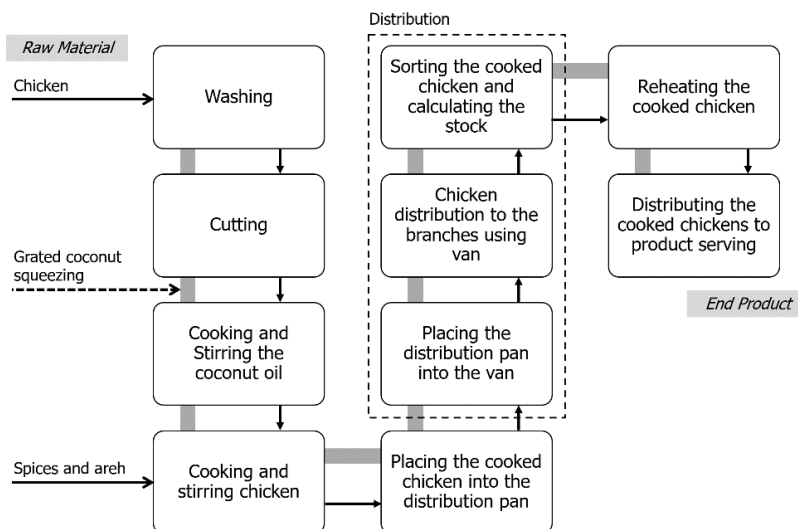 Raw Material
Chicken
Washing
Cutting
Grated coconut
squeezing
Cooking and
Stirring the
coconut oil
Spices and areh
Cooking and
stirring chicken
Placing the cooked
chicken into the
distribution pan
Placing the
distribution pan
into the van
Chicken
distribution to the
branches using
van
Distribution
Sorting the cooked
chicken and
calculating the
stock
Reheating the
cooked chicken
Distributing the
cooked chickens to
product serving
End Product